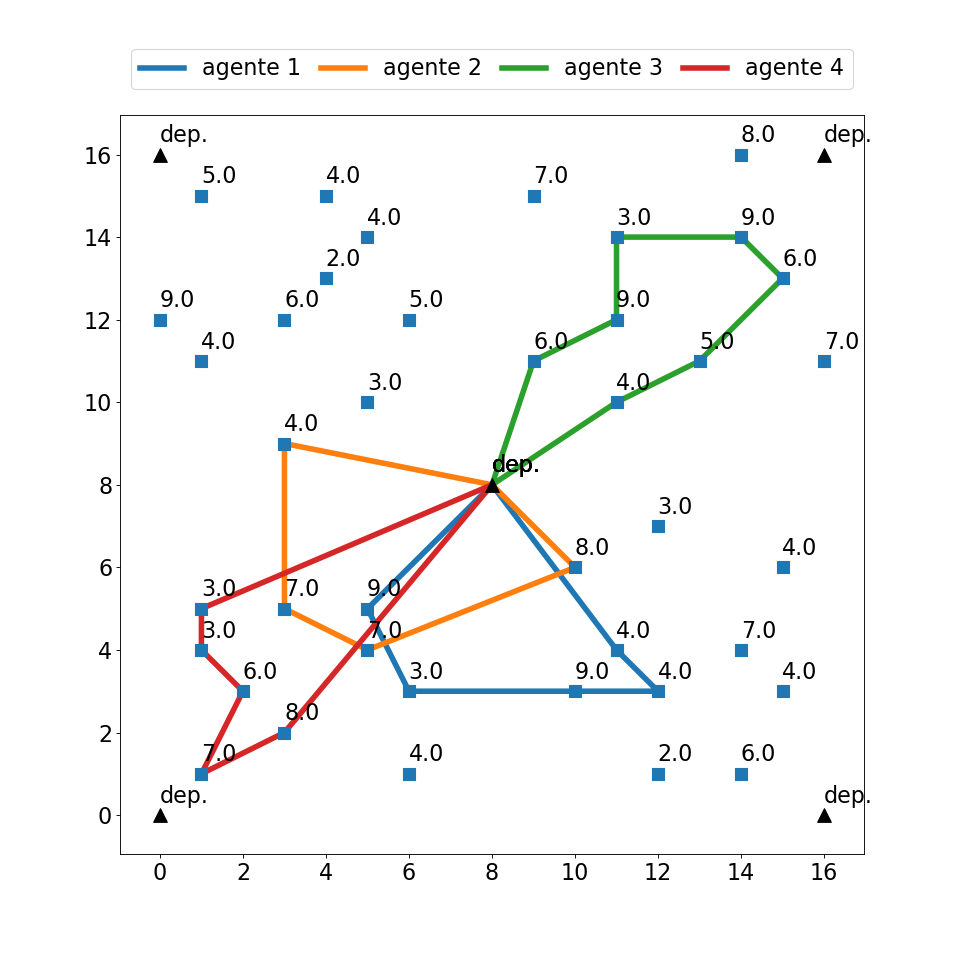 agente 1 agente 2 agente 3 agente 4
dep. 8.0 dep.
16
5.0 4.0 7.0
4.0 3.0 9.0
14
2.0 6.0
9.0 6.0 5.0 9.0
12
4.0 6.0 5.0 7.0
3.0 4.0
10
4.0
dep.
8
3.0
8.0 4.0
6
3.0 7.0 9.0
3.0 7.0 4.0 7.0
4
6.0 3.0 9.0 4.0 4.0
8.0
2
7.0 4.0 2.0 6.0
dep. dep.
0
0 2 4 6 8 10 12 14 16